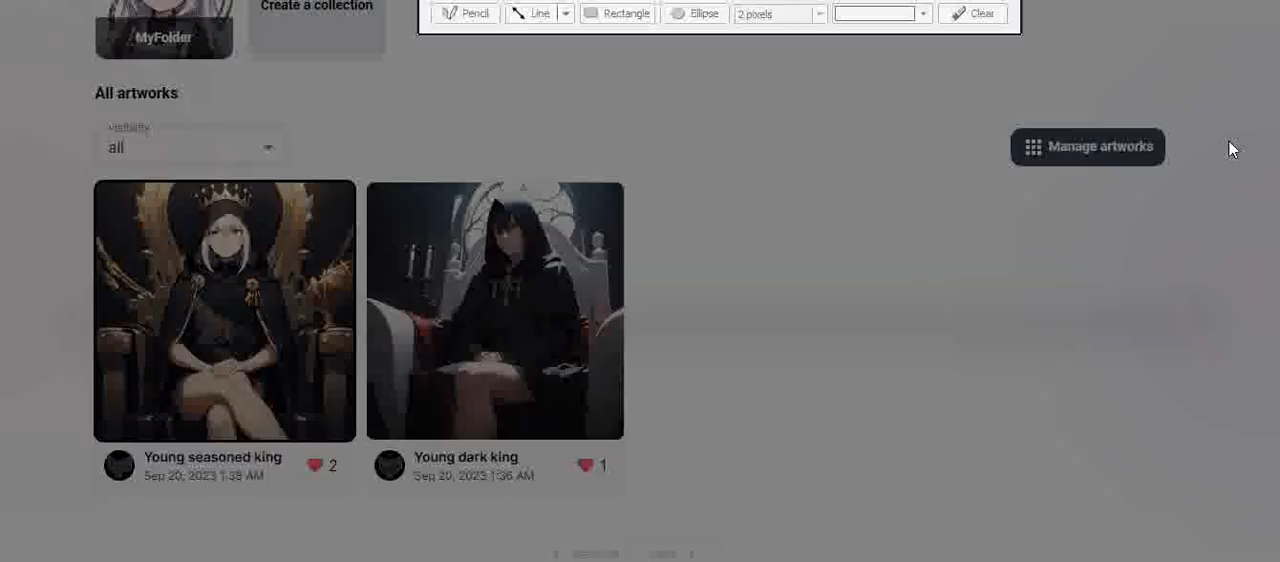 Create a collection
Pencil Line Rectangle Ellipse 2 pixels Clear
MyFolder
All artworks
Visibility
all
Manage artworks
Young seasoned king 2
Sep 20, 2023 1:38 AM
Young dark king 1
Sep 20, 2023 1:36 AM